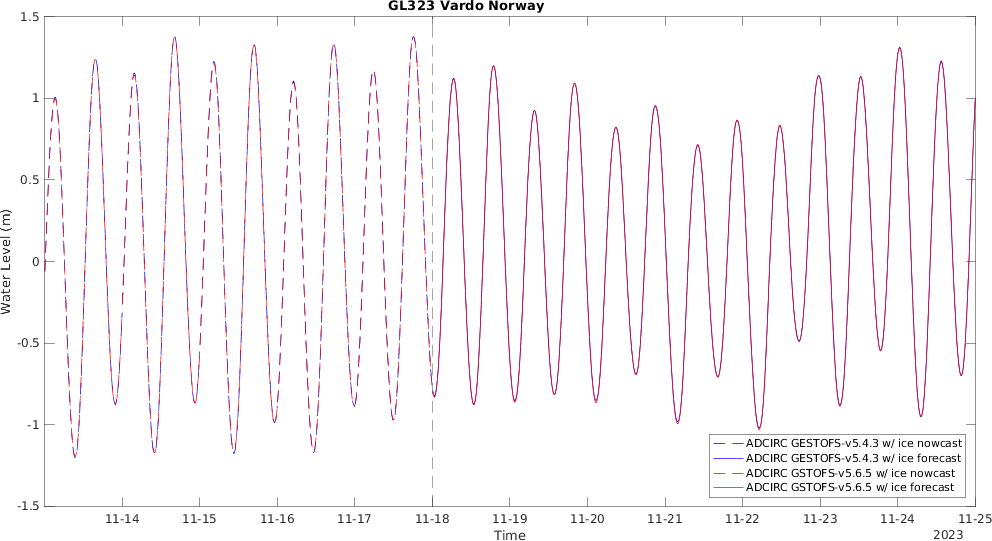 GL323 Vardo Norway
Water Level (m)
1.5
1
0.5
0
-0.5
-1
-1.5
11-14 11-15 11-16 11-17 11-18 11-19 11-20 11-21 11-22 11-23 11-24 11-25
Time
2023
ADCIRC GESTOFS-v5.4.3 w/ ice nowcast
ADCIRC GESTOFS-v5.4.3 w/ ice forecast
ADCIRC GSTOFS-v5.6.5 w/ ice nowcast
ADCIRC GSTOFS-v5.6.5 w/ ice forecast